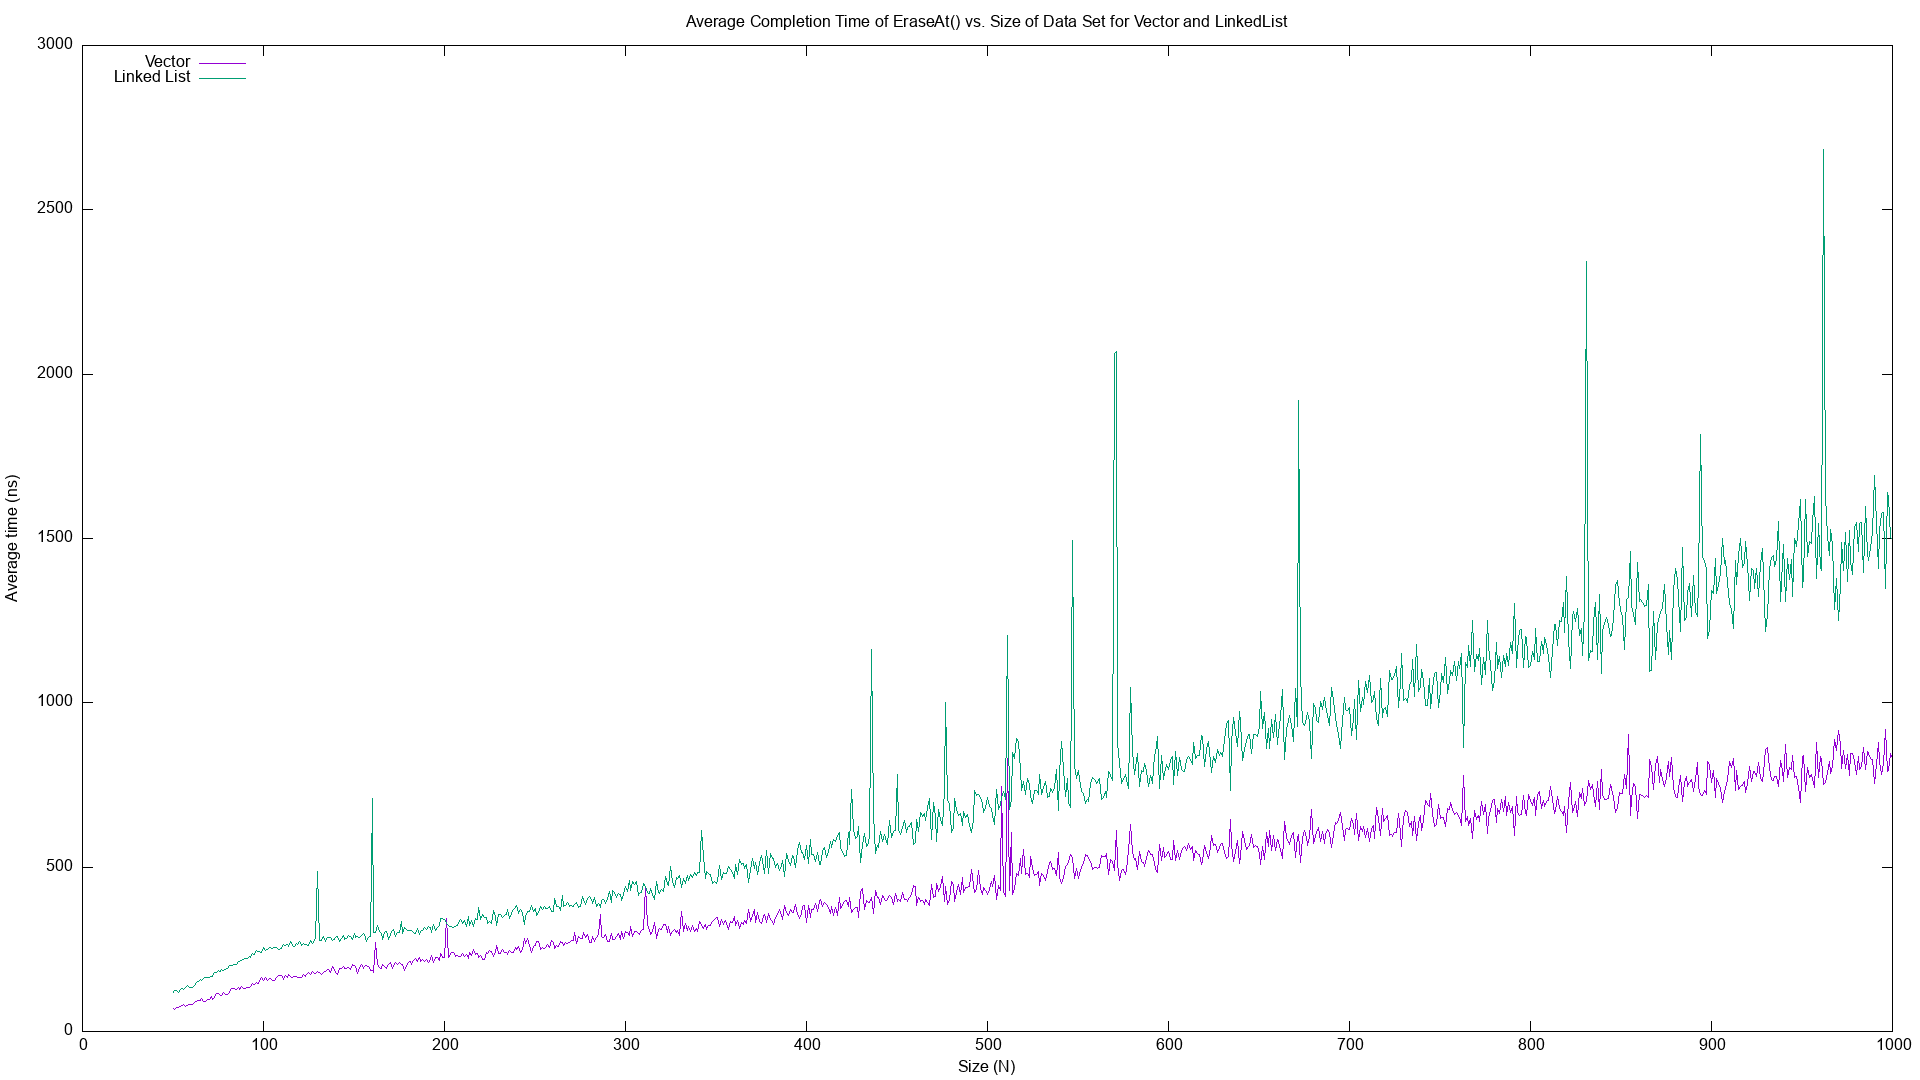 Average Completion Time of EraseAt() vs. Size of Data Set for Vector and LinkedList
3000
2500
2000
1500
1000
500
0
Vector
Linked List
Average time (ns)
0 100 200 300 400 500 600 700 800 900 1000
Size (N)